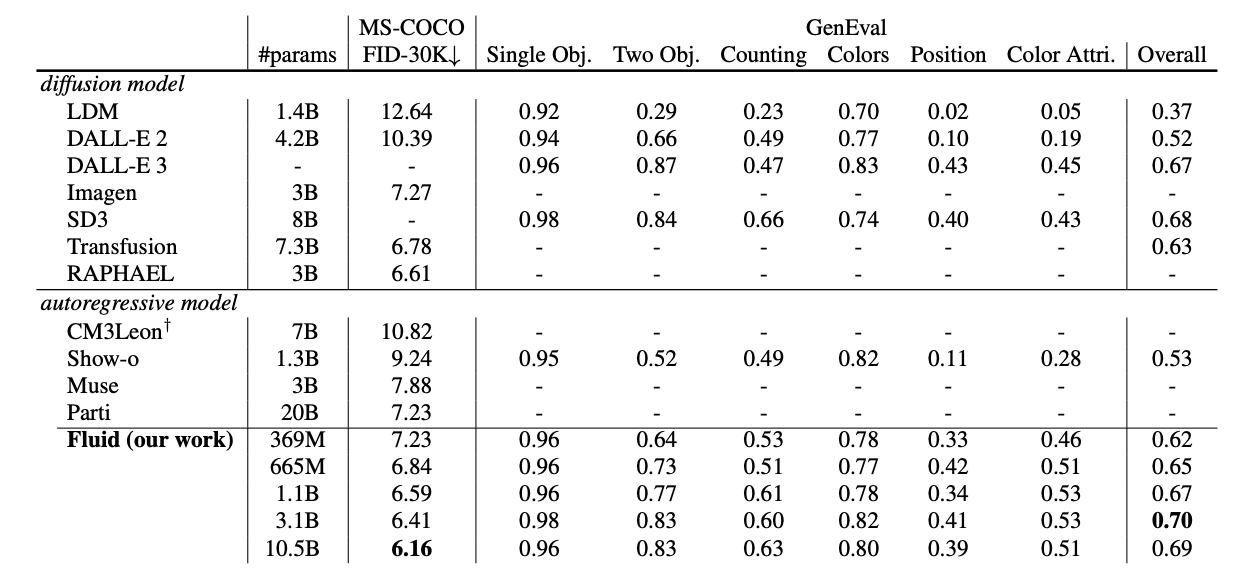 MS-COCO GenEval
#params FID-30K↓ Single Obj. Two Obj. Counting Colors Position Color Attri. Overall
diffusion model
LDM 1.4B 12.64 0.92 0.29 0.23 0.70 0.02 0.05 0.37
DALL-E 2 4.2B 10.39 0.94 0.66 0.49 0.77 0.10 0.19 0.52
DALL-E 3 - - 0.96 0.87 0.47 0.83 0.43 0.45 0.67
Imagen 3B 7.27 - - - - - - -
SD3 8B - 0.98 0.84 0.66 0.74 0.40 0.43 0.68
Transfusion 7.3B 6.78 - - - - - - 0.63
RAPHAEL 3B 6.61 - - - - - - -
autoregressive model
CM3Leon† 7B 10.82 - - - - - - -
Show-o 1.3B 9.24 0.95 0.52 0.49 0.82 0.11 0.28 0.53
Muse 3B 7.88 - - - - - - -
Parti 20B 7.23 - - - - - - -
Fluid (our work) 369M 7.23 0.96 0.64 0.53 0.78 0.33 0.46 0.62
665M 6.84 0.96 0.73 0.51 0.77 0.42 0.51 0.65
1.1B 6.59 0.96 0.77 0.61 0.78 0.34 0.53 0.67
3.1B 6.41 0.98 0.83 0.60 0.82 0.41 0.53 0.70
10.5B 6.16 0.96 0.83 0.63 0.80 0.39 0.51 0.69